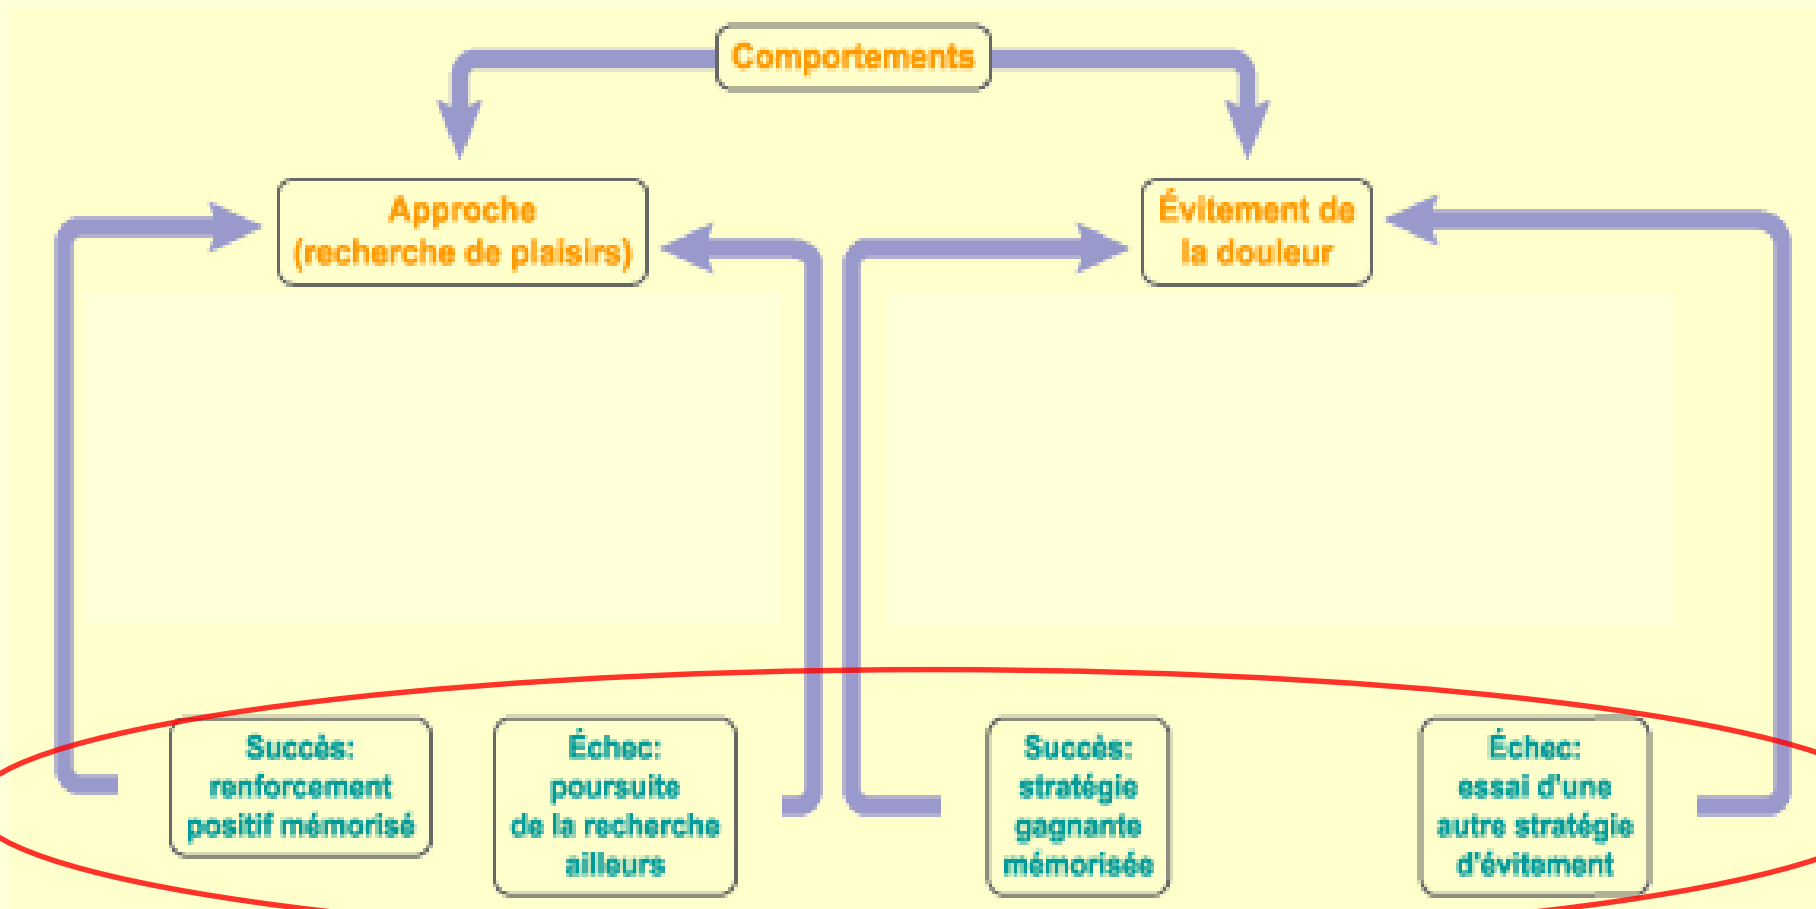 Comportements
Approche
(recherche de plaisirs)
Évitement de
la douleur
Succès:
renforcement
positif mémorisé
Échec:
poursuite
de la recherche
ailleurs
Succès:
stratégie
gagnante
mémorisée
Échec:
essai d'une
autre stratégie
d'évitement